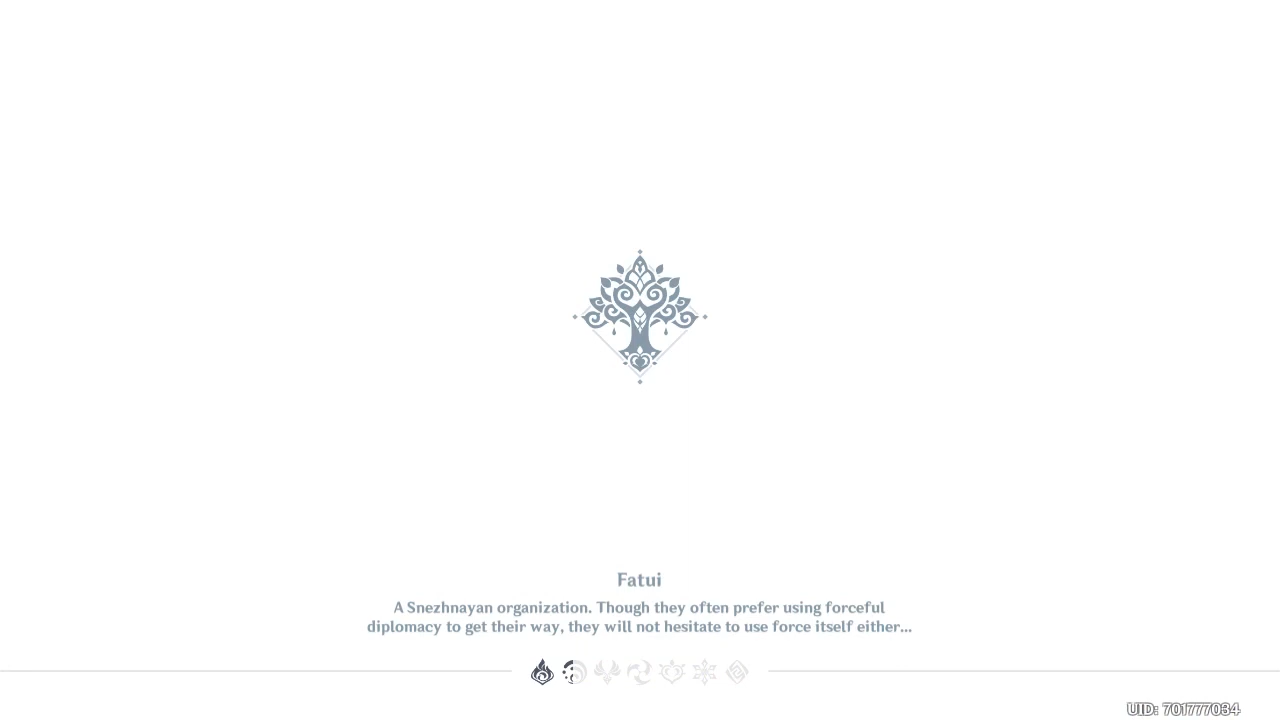 Fatui
A Snezhnayan organization. Though they often prefer using forceful
diplomacy to get their way, they will not hesitate to use force itself either...
UID: 701777034